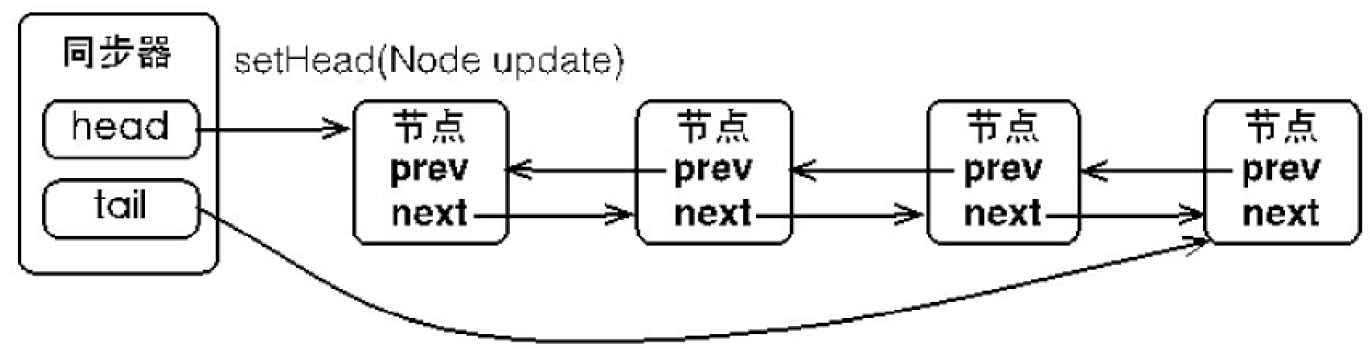 同步器
setHead(Node update)
head
tail
节点
prev
next
节点
prev
next
节点
prev
next
节点
prev
next